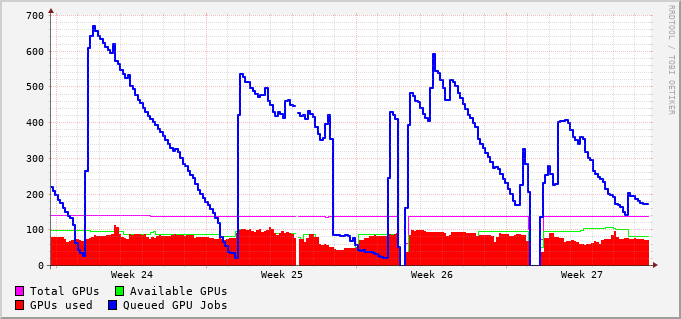 700
600
500
400
300
200
100
0
Week 24 Week 25 Week 26 Week 27
Total GPUs Available GPUs
GPUs used Queued GPU Jobs
RRDTOOL / TOBI OETIKER